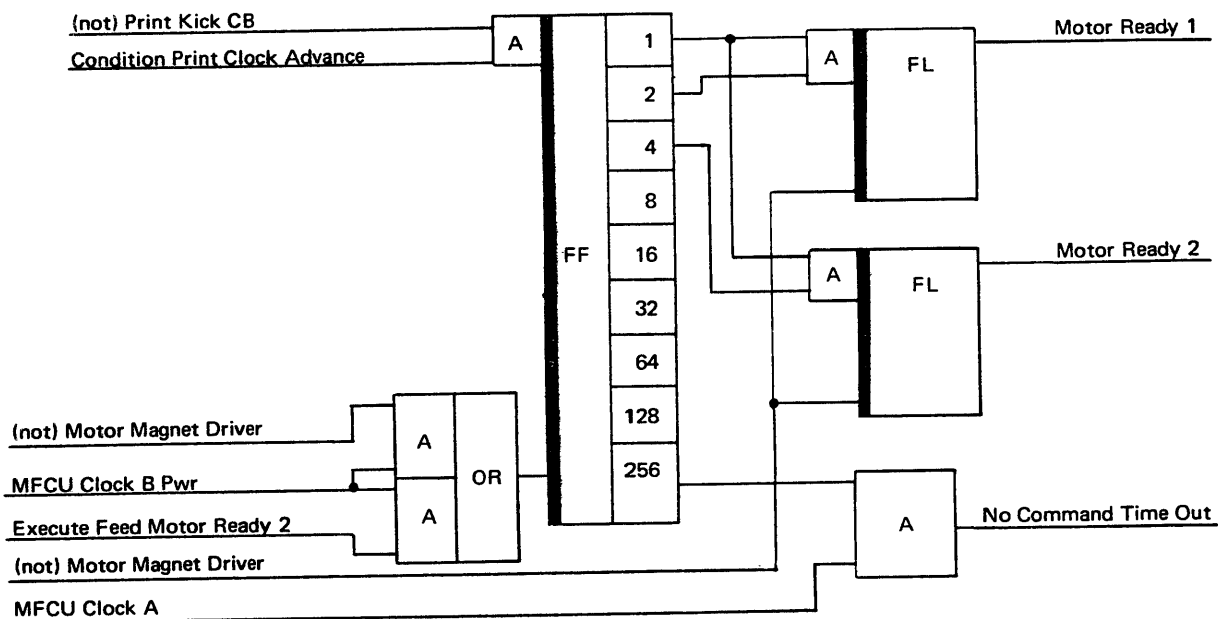 (not) Print Kick CB
Condition Print Clock Advance
A
FF
1
2
4
8
16
32
64
128
256
A
FL
Motor Ready 1
A
FL
Motor Ready 2
(not) Motor Magnet Driver
MFCU Clock B Pwr
Execute Feed Motor Ready 2
(not) Motor Magnet Driver
MFCU Clock A
A
A
OR
A
No Command Time Out